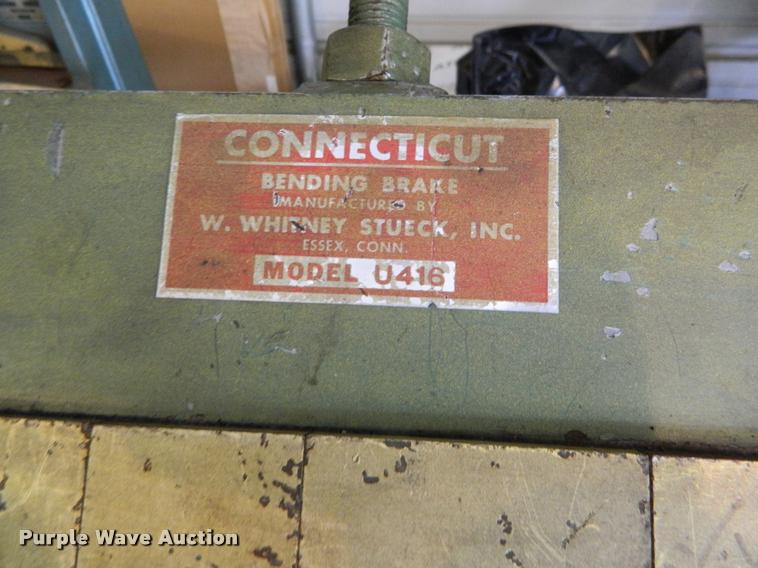 CONNECTICUT
BENDING BRAKE
MANUFACTURED BY
W. WHITNEY STUECK, INC.
ESSEX, CONN.
MODEL U416
Purple Wave Auction